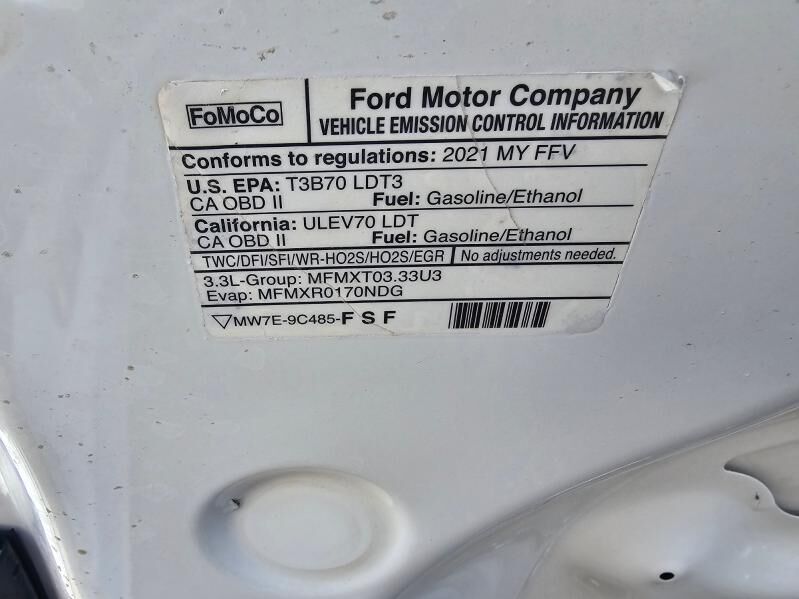 FoMoCo
Ford Motor Company
VEHICLE EMISSION CONTROL INFORMATION
Conforms to regulations: 2021 MY FFV
U.S. EPA: T3B70 LDT3
CA OBD II Fuel: Gasoline/Ethanol
California: ULEV70 LDT
CA OBD II Fuel: Gasoline/Ethanol
TWC/DFI/SFI/WR-HO2S/HO2S/EGR No adjustments needed.
3.3L-Group: MFMXT03.33U3
Evap: MFMXR0170NDG
MW7E-9C485-F S F